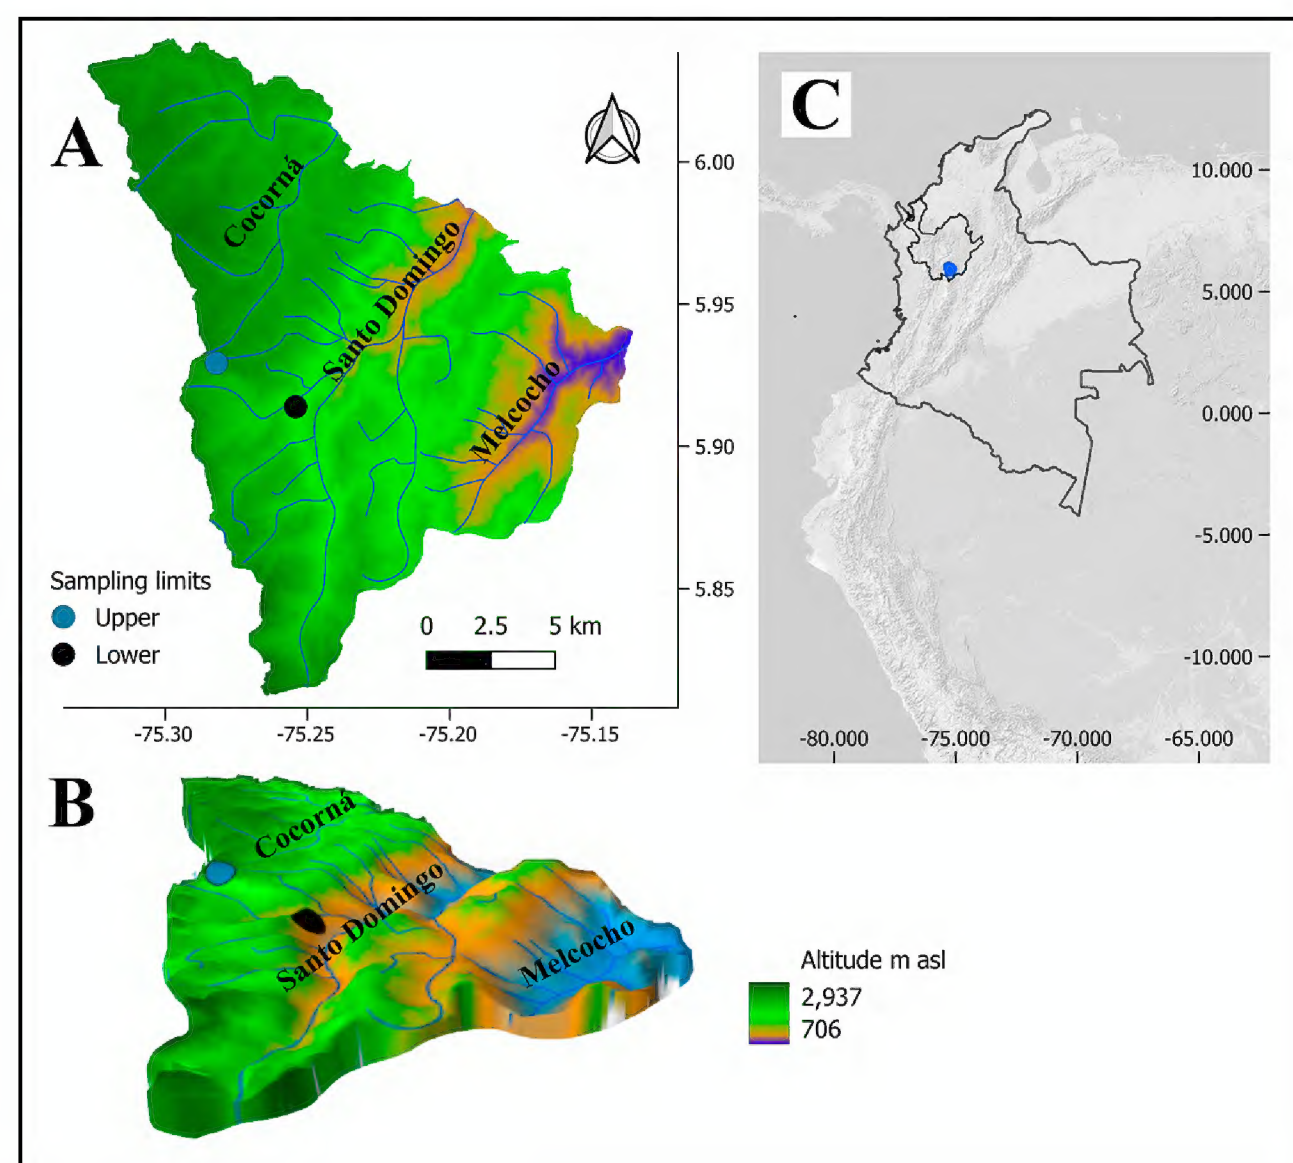 A
Cocorná
Santo Domingo
Melcocho
6.00
5.95
5.90
5.85
Sampling limits
Upper
Lower
0 2.5 5 km
-75.30 -75.25 -75.20 -75.15
C
10.000
5.000
0.000
-5.000
-10.000
-80.000 -75.000 -70.000 -65.000
B
Cocorná
Santo Domingo
Melcocho
Altitude m asl
2,937
706